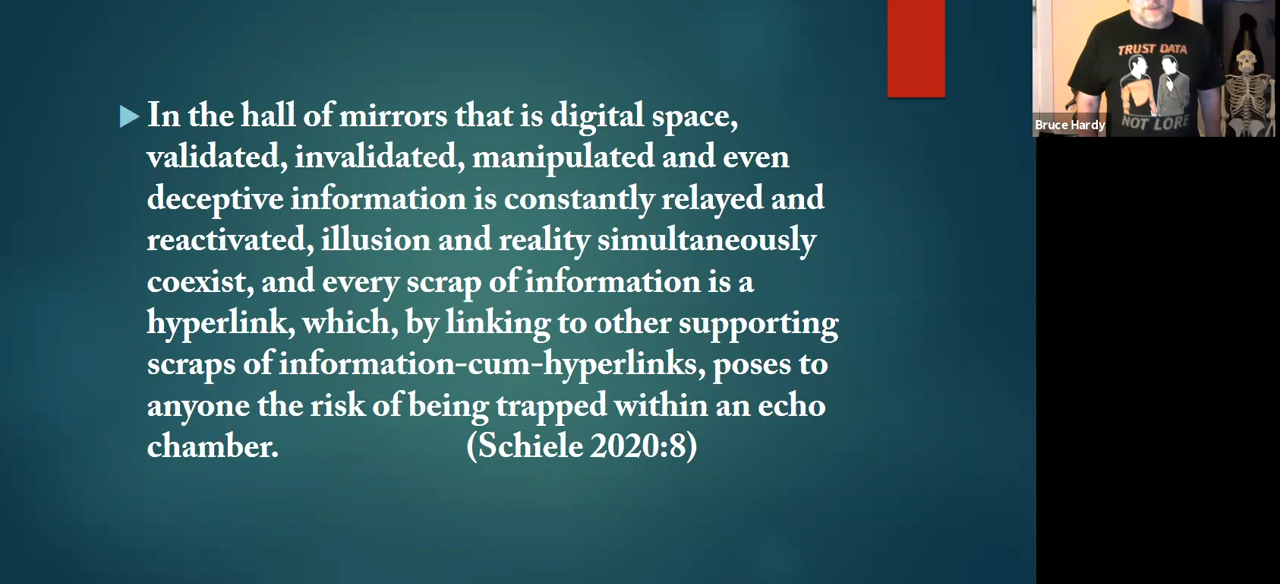 In the hall of mirrors that is digital space,
validated, invalidated, manipulated and even
deceptive information is constantly relayed and
reactivated, illusion and reality simultaneously
coexist, and every scrap of information is a
hyperlink, which, by linking to other supporting
scraps of information-cum-hyperlinks, poses to
anyone the risk of being trapped within an echo
chamber. (Schiele 2020:8)
TRUST DATA
NOT LORE
Bruce Hardy